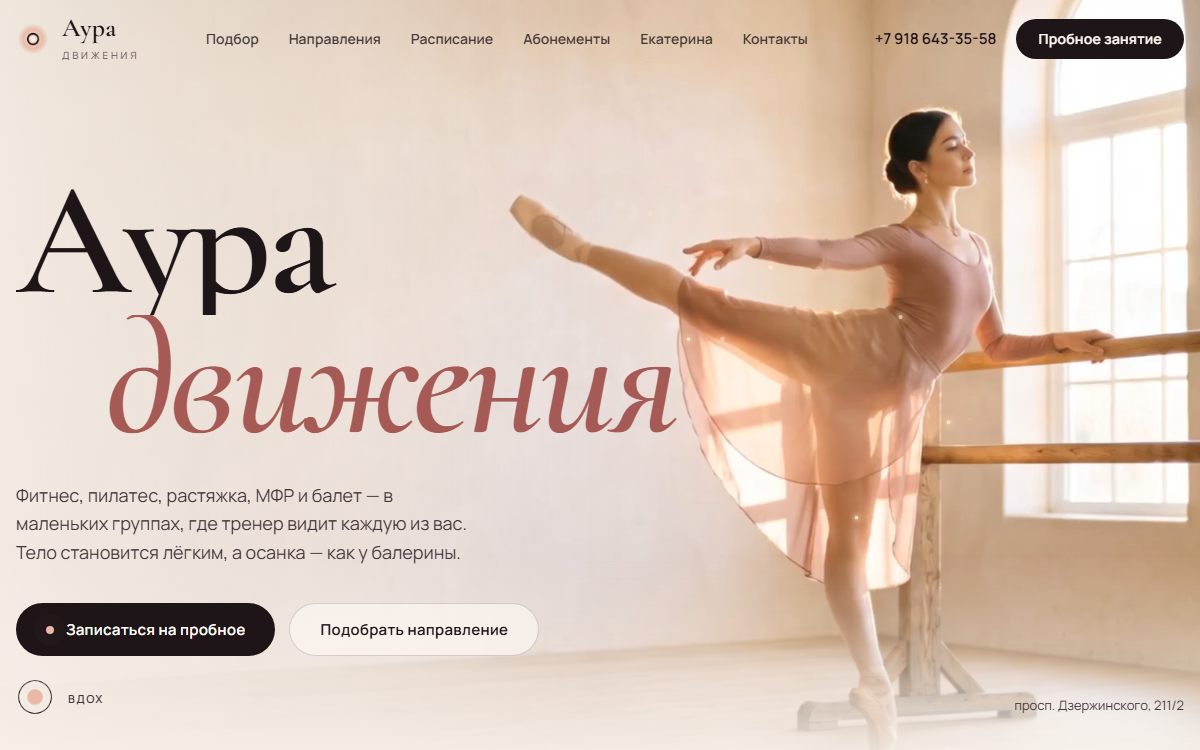 Аура
ДВИЖЕНИЯ
Подбор
Направления
Расписание
Абонементы
Екатерина
Контакты
+7 918 643-35-58
Пробное занятие
Аура
движения
Фитнес, пилатес, растяжка, МФР и балет — в
маленьких группах, где тренер видит каждую из вас.
Тело становится лёгким, а осанка — как у балерины.
Записаться на пробное
Подобрать направление
ВДОХ
просп. Дзержинского, 211/2